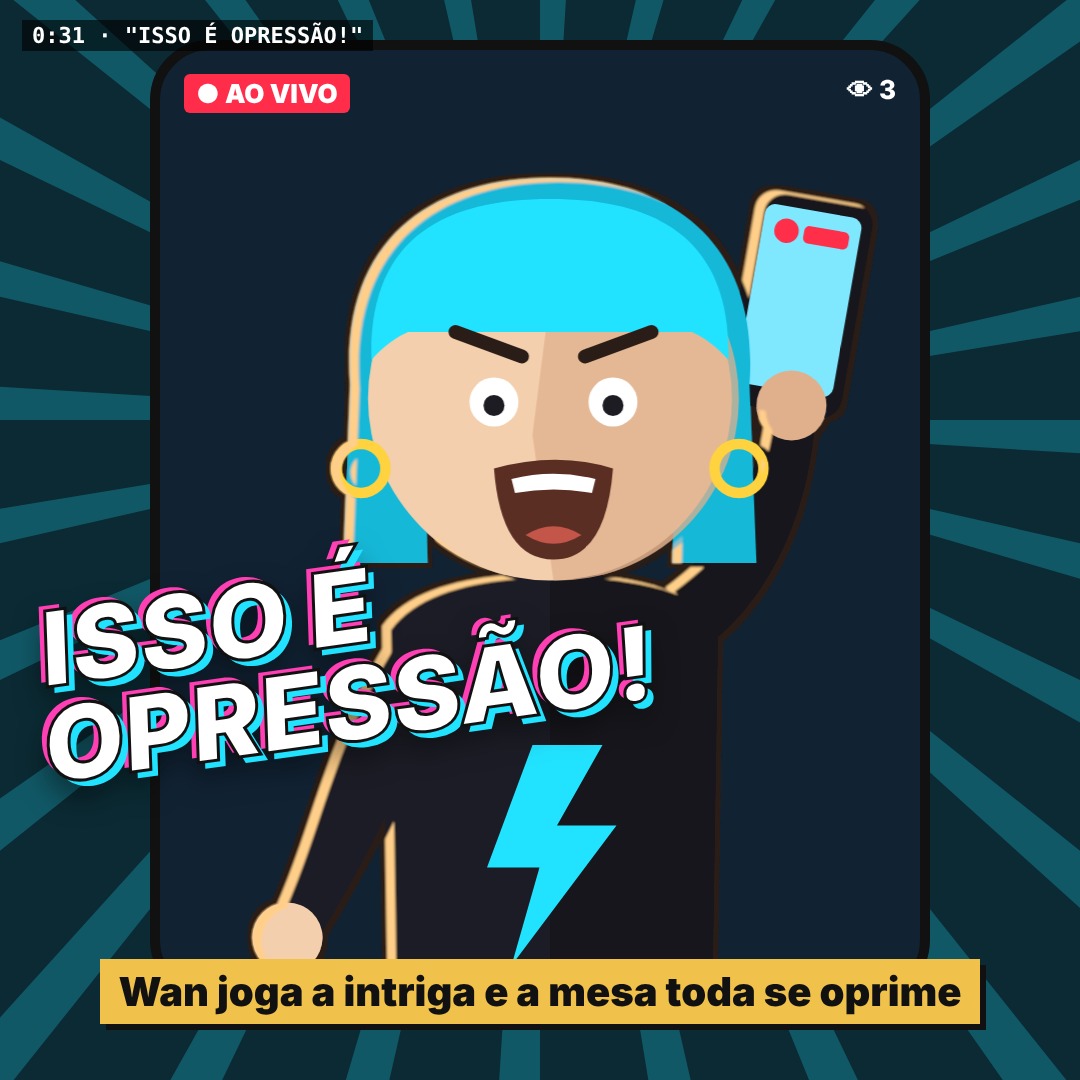 0:31 · "ISSO É OPRESSÃO!"
AO VIVO
3
ISSO É
OPRESSÃO!
Wan joga a intriga e a mesa toda se oprime